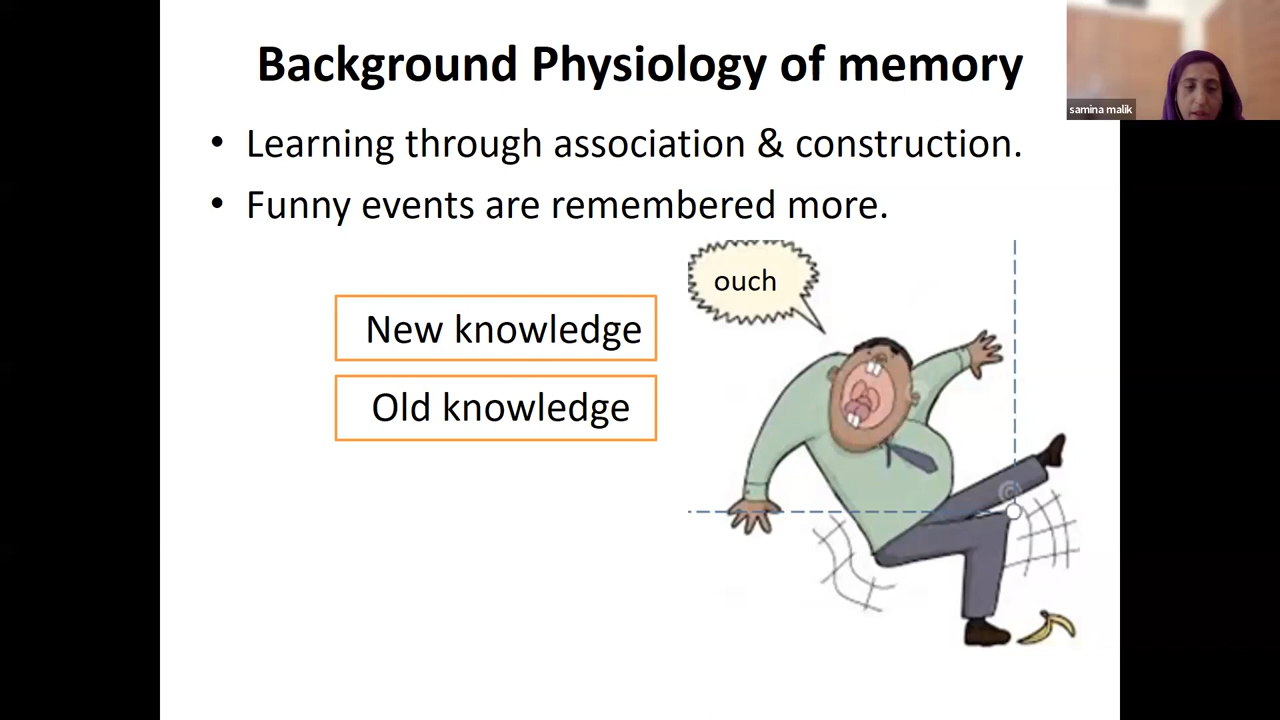 Background Physiology of memory
samina malik
• Learning through association & construction.
• Funny events are remembered more.
ouch
New knowledge
Old knowledge